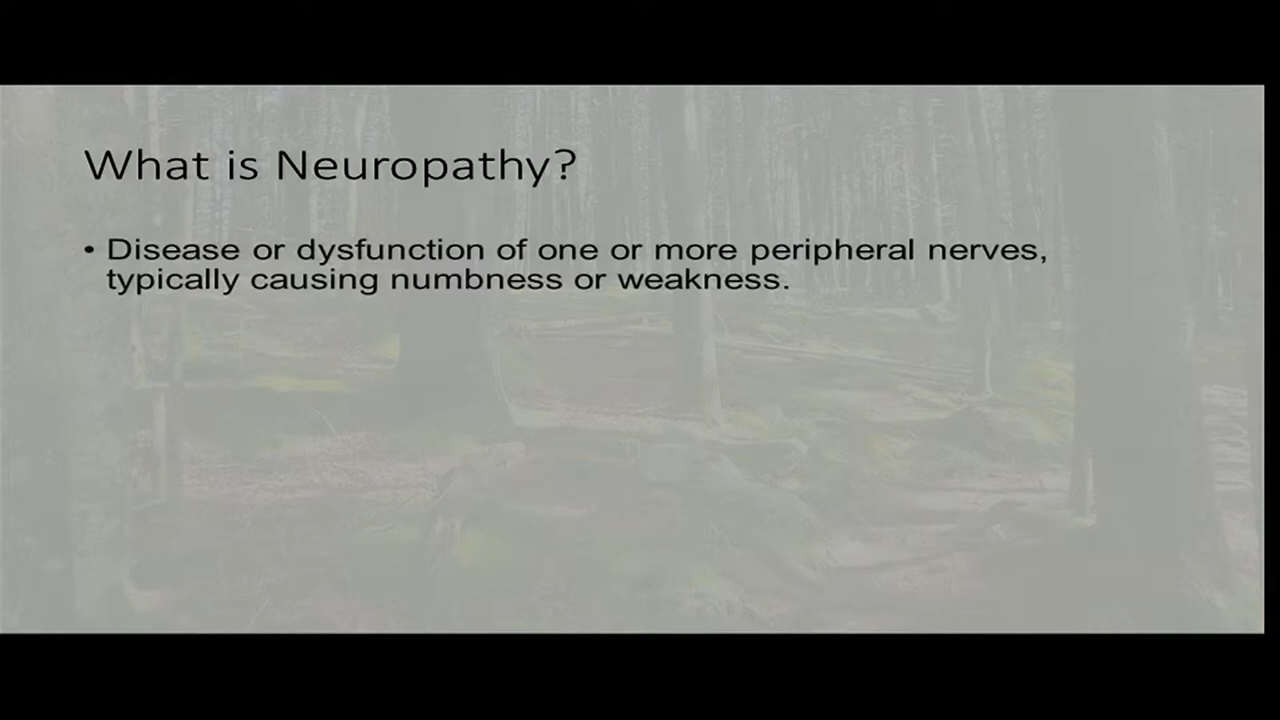 What is Neuropathy?
• Disease or dysfunction of one or more peripheral nerves,
typically causing numbness or weakness.